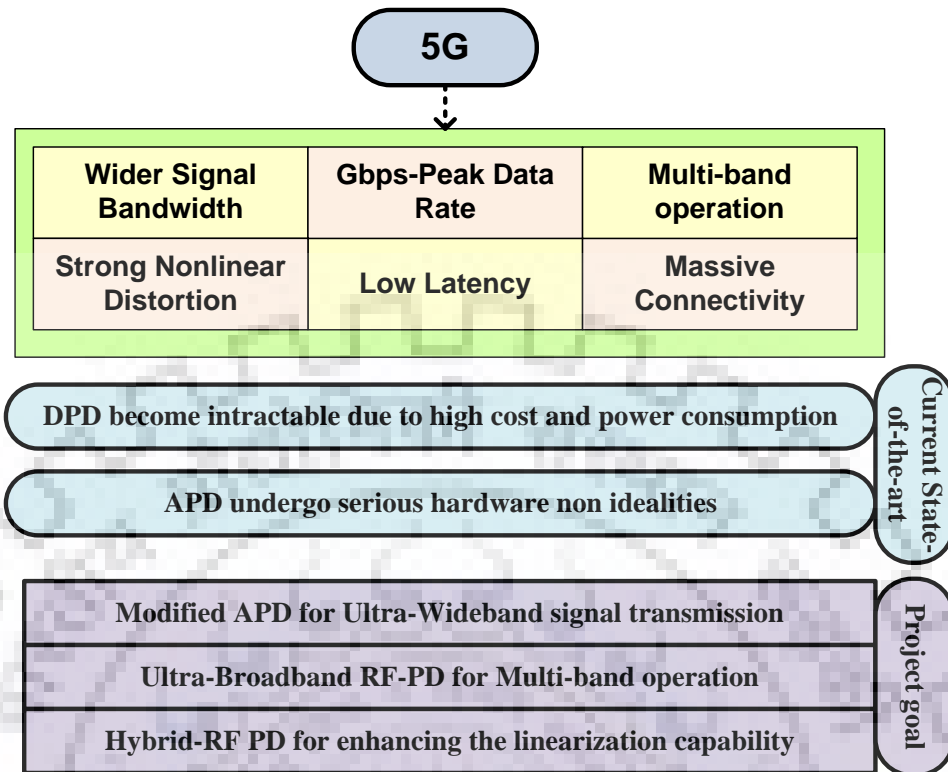 5G
Wider Signal
Bandwidth
Gbps-Peak Data
Rate
Multi-band
operation
Strong Nonlinear
Distortion
Low Latency
Massive
Connectivity
DPD become intractable due to high cost and power consumption
APD undergo serious hardware non idealities
Current State-
of-the-art
Modified APD for Ultra-Wideband signal transmission
Ultra-Broadband RF-PD for Multi-band operation
Hybrid-RF PD for enhancing the linearization capability
Project goal